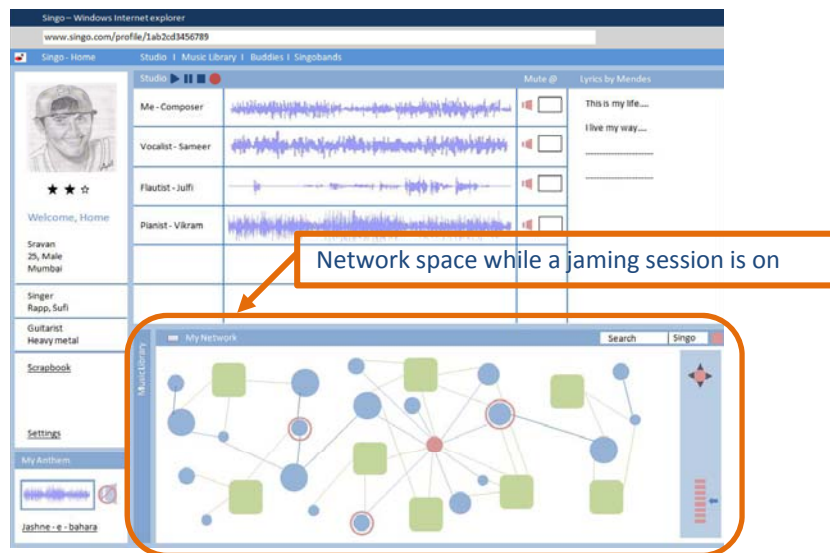 Singo – Windows Internet explorer
www.singo.com/profile/1ab2cd3456789
Singo - Home
Studio I Music Library I Buddies I Singobands
Studio
Mute @
Lyrics by Mendes
Me - Composer
This is my life....
I live my way....
Vocalist - Sameer
Flautist - Julfi
Pianist - Vikram
Welcome, Home
Sravan
25, Male
Mumbai
Network space while a jaming session is on
Singer
Rapp, Sufi
Guitarist
Heavy metal
Scrapbook
Settings
My Anthem
Jashne - e - bahara
Music Library
My Network
Search
Singo